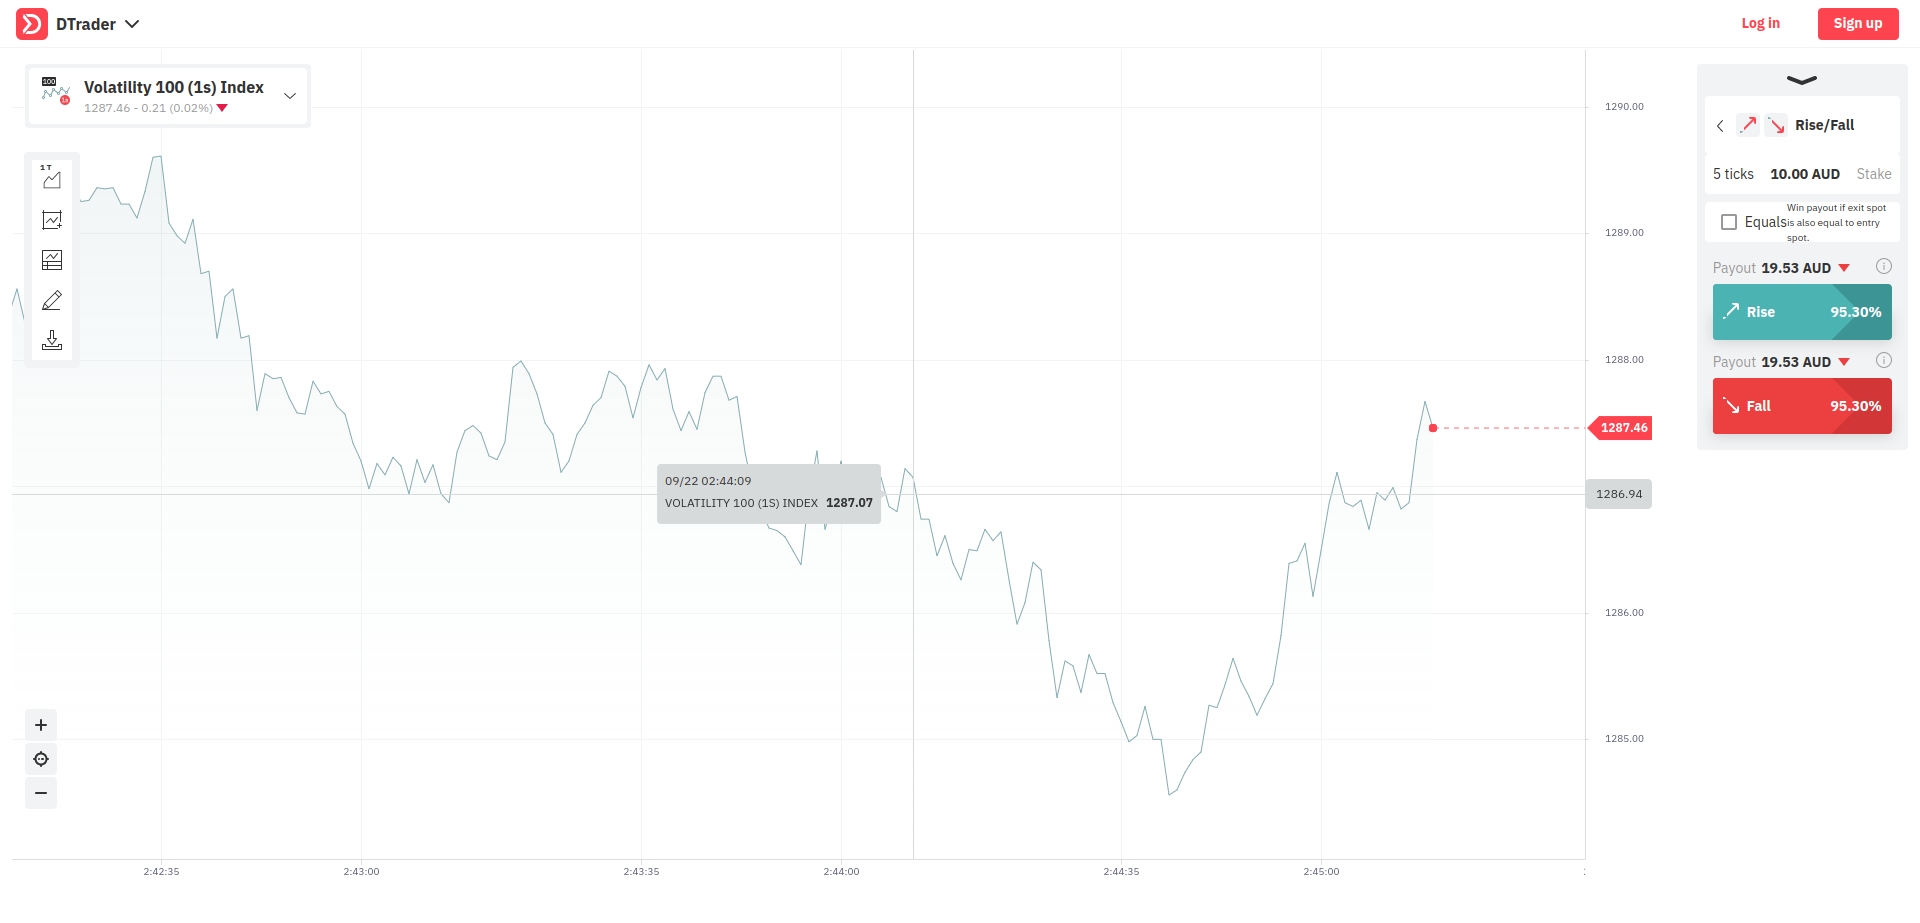 DTrader
Log in
Sign up
100
1s
Volatility 100 (1s) Index
1287.46 - 0.21 (0.02%)
1T
1290.00
1289.00
1288.00
1287.46
1286.94
1286.00
1285.00
09/22 02:44:09
VOLATILITY 100 (1S) INDEX 1287.07
2:42:35
2:43:00
2:43:35
2:44:00
2:44:35
2:45:00
Rise/Fall
5 ticks 10.00 AUD Stake
Equals
Win payout if exit spot
is also equal to entry
spot.
Payout 19.53 AUD
Rise 95.30%
Payout 19.53 AUD
Fall 95.30%